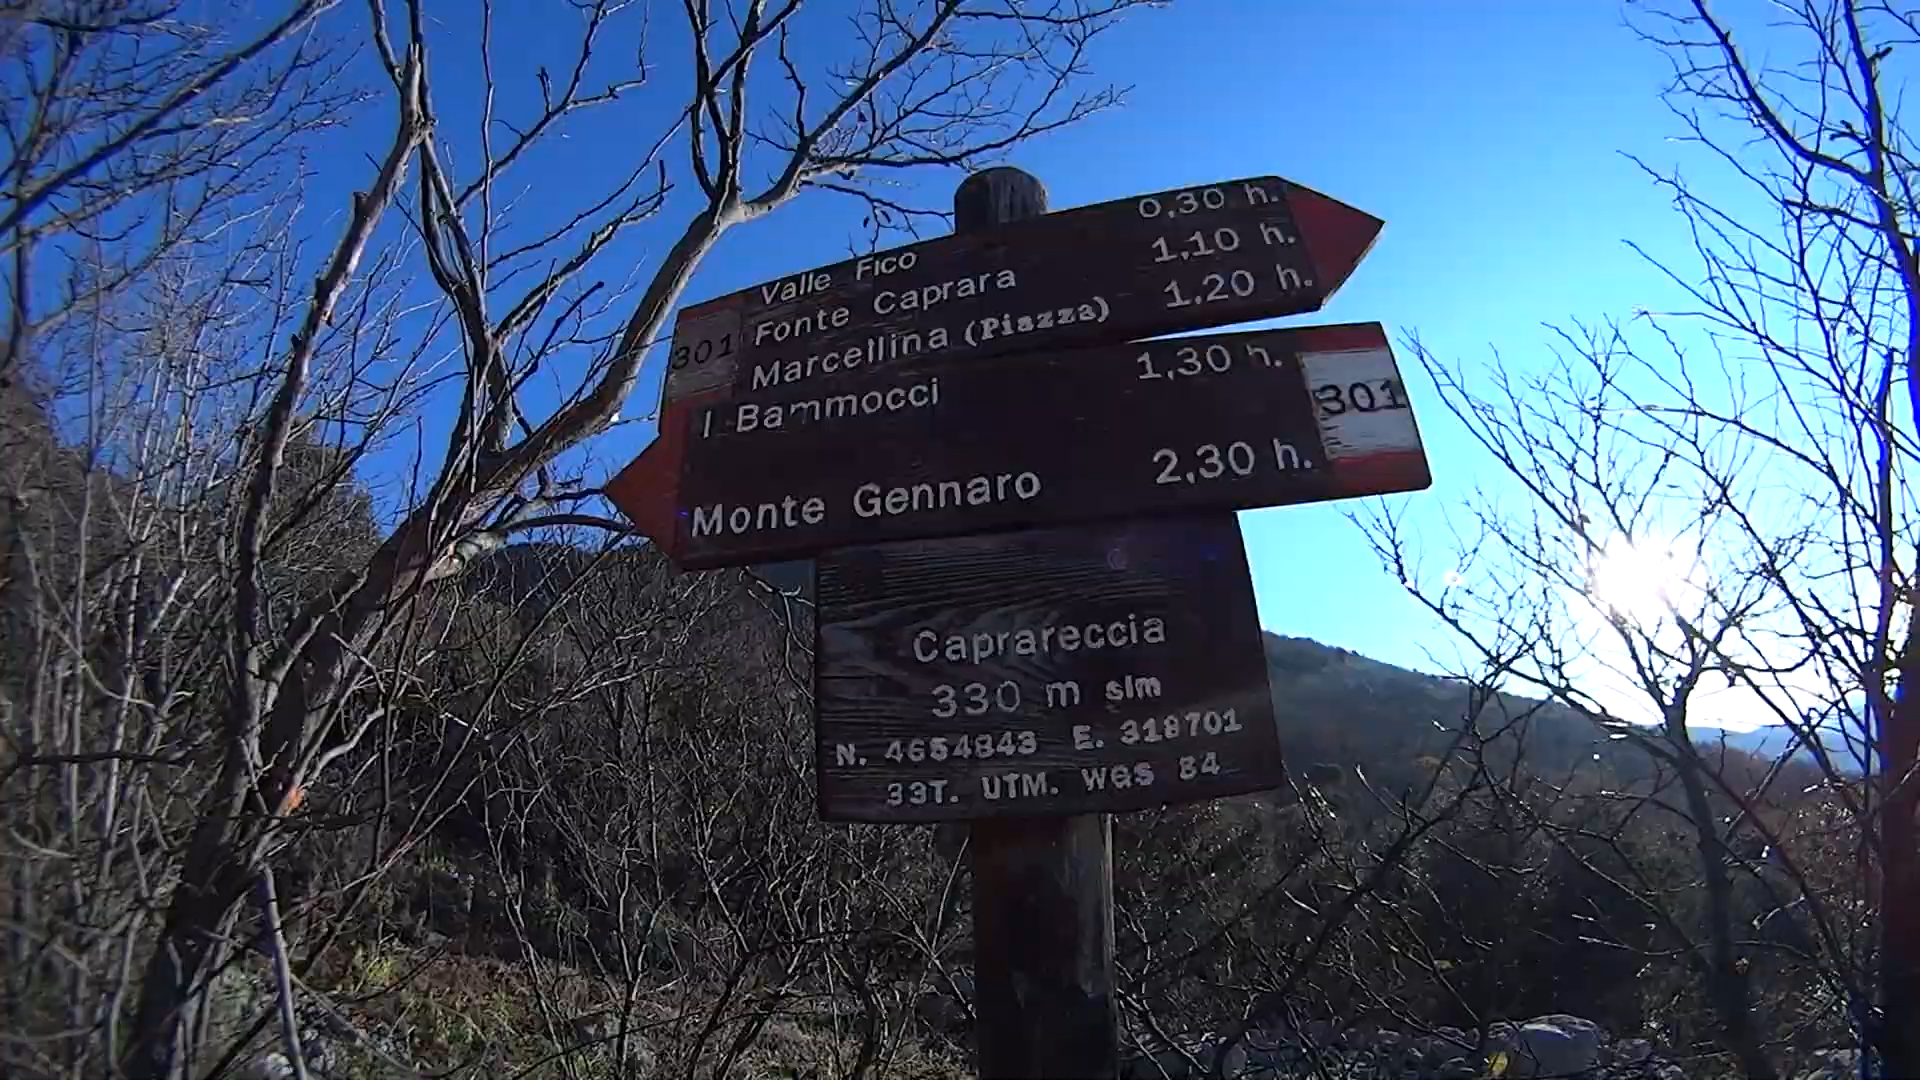 Valle Fico 0,30 h.
301 Fonte Caprara 1,10 h.
Marcellina (Piazza) 1.20 h.
I Bammocci 1,30 h.
301
Monte Gennaro 2,30 h.
Caprareccia
330 m slm
N. 4654843 E. 318701
33T. UTM. WGS 84